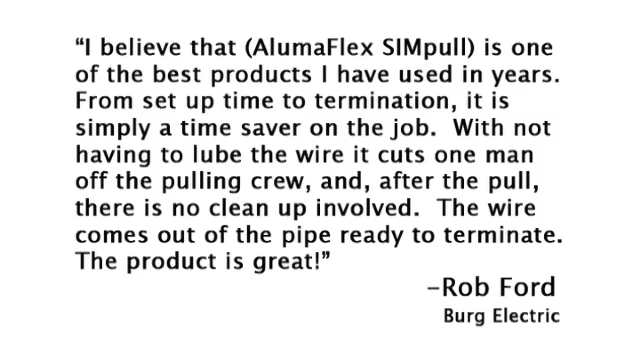 “I believe that (AlumaFlex SIMpull) is one
of the best products I have used in years.
From set up time to termination, it is
simply a time saver on the job.  With not
having to lube the wire it cuts one man
off the pulling crew, and, after the pull,
there is no clean up involved.  The wire
comes out of the pipe ready to terminate.
The product is great!”
-Rob Ford
Burg Electric